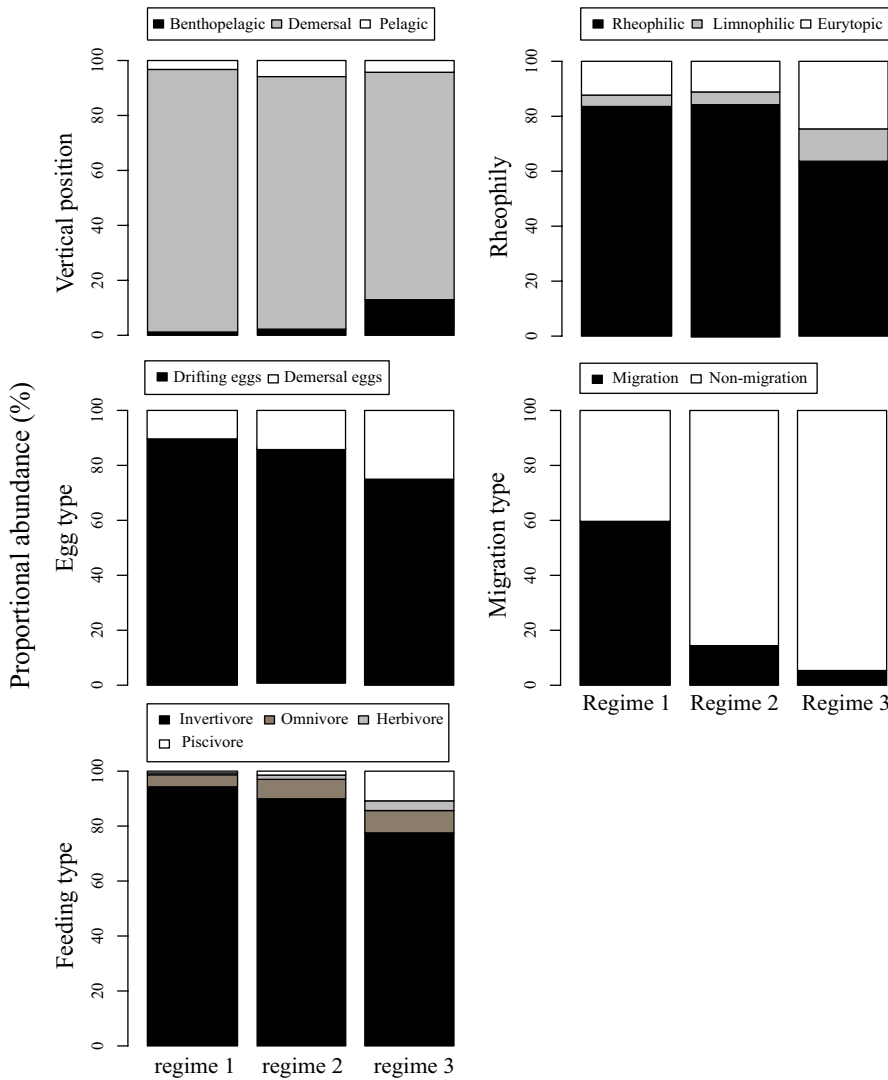 Benthopelagic Demersal Pelagic
Rheophilic Limnophilic Eurytopic
Vertical position
0 20 40 60 80 100
Rheophily
0 20 40 60 80 100
Proportional abundance (%)
Drifting eggs Demersal eggs
Migration Non-migration
Egg type
0 20 40 60 80 100
Migration type
0 20 40 60 80 100
Regime 1 Regime 2 Regime 3
Invertivore Omnivore Herbivore
Piscivore
Feeding type
0 20 40 60 80 100
regime 1 regime 2 regime 3